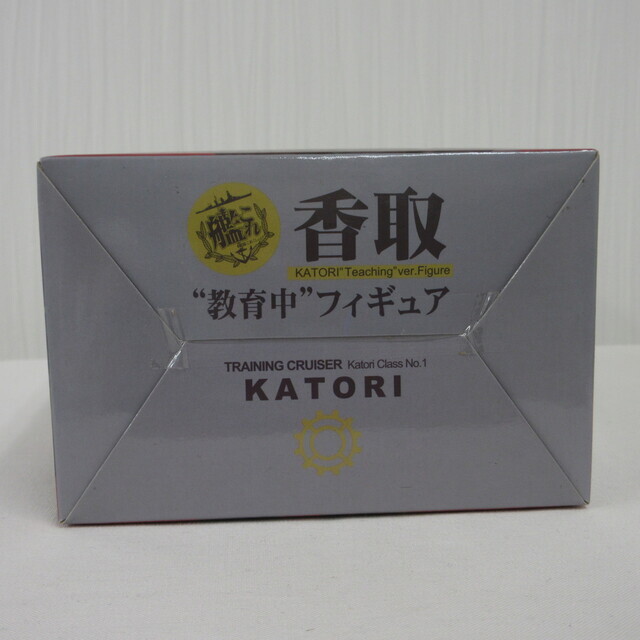 艦これ
香取
KATORI"Teaching"ver.Figure
“教育中”フィギュア
TRAINING CRUISER Katori Class No.1
KATORI